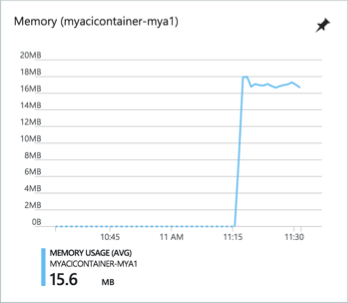 Memory (myacicontainer-mya1)
20MB
18MB
16MB
14MB
12MB
10MB
8MB
6MB
4MB
2MB
0B
10:45 11 AM 11:15 11:30
MEMORY USAGE (AVG)
MYACICONTAINER-MYA1
15.6 MB